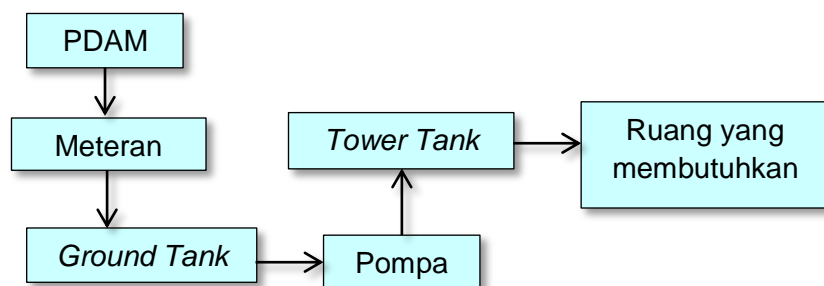 PDAM
Meteran
Ground Tank
Pompa
Tower Tank
Ruang yang
membutuhkan